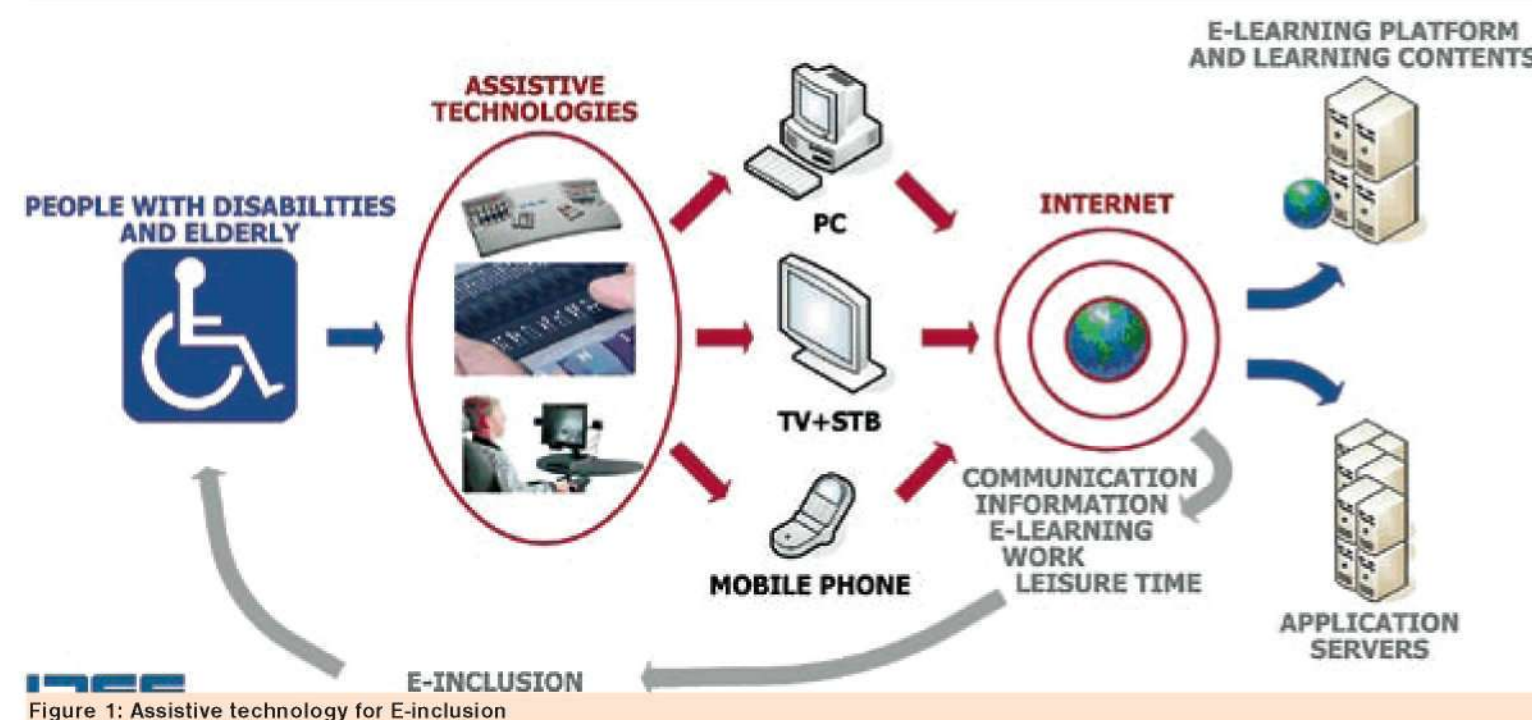 E-LEARNING PLATFORM
AND LEARNING CONTENTS
ASSISTIVE
TECHNOLOGIES
PEOPLE WITH DISABILITIES
AND ELDERLY
PC
INTERNET
TV+STB
MOBILE PHONE
COMMUNICATION
INFORMATION
E-LEARNING
WORK
LEISURE TIME
APPLICATION
SERVERS
E-INCLUSION
Figure 1: Assistive technology for E-inclusion